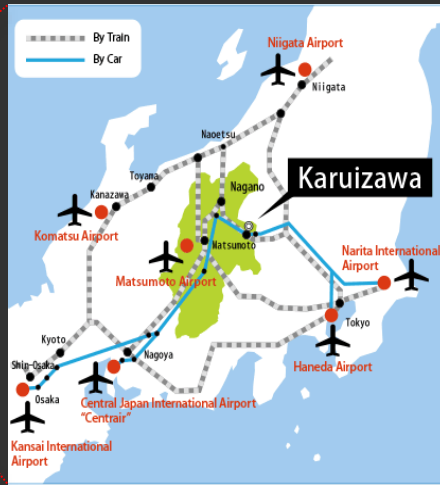 By Train
By Car
Niigata Airport
Niigata
Naoetsu
Toyama
Kanazawa
Nagano
Karuizawa
Komatsu Airport
Matsumoto
Matsumoto Airport
Narita International
Airport
Kyoto
Tokyo
Shin-Osaka
Nagoya
Haneda Airport
Osaka
Central Japan International Airport
"Centrair"
Kansai International
Airport